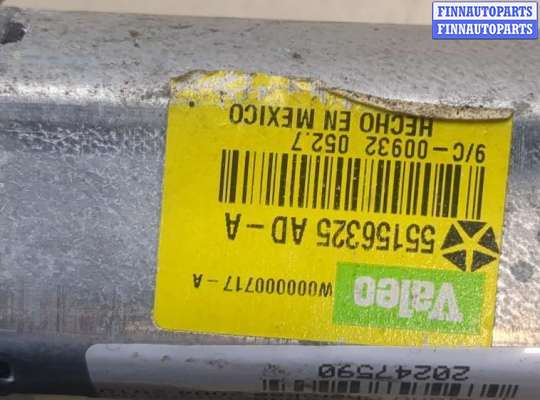 FINNAUTOPARTS
FINNAUTOPARTS
Valeo
W000000717-A
55156325 AD-A
9/C-00932 052.7
HECHO EN MEXICO
20247590